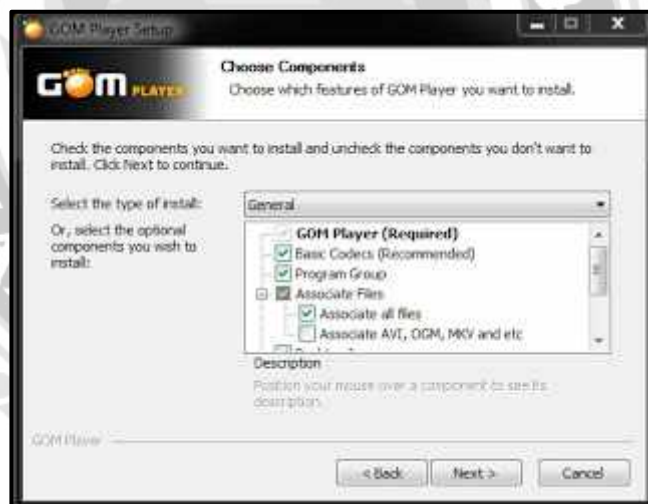 GOM Player Setup
GOM PLAYER
Choose Components
Choose which features of GOM Player you want to install.
Check the components you want to install and uncheck the components you don't want to
install. Click Next to continue.
Select the type of install:
General
Or, select the optional
components you wish to
install:
GOM Player (Required)
Basic Codecs (Recommended)
Program Group
Associate Files
Associate all files
Associate AVI, OGM, MKV and etc
Description
Position your mouse over a component to see its
description.
GOM Player
< Back
Next >
Cancel